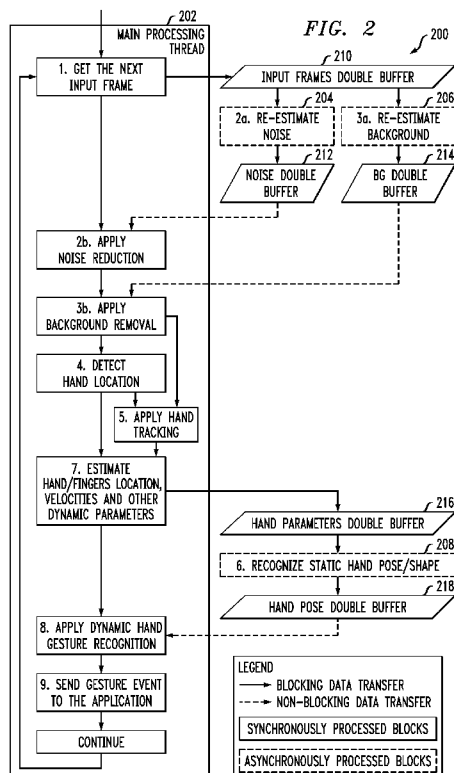 202
MAIN PROCESSING
THREAD
FIG. 2
200
1. GET THE NEXT
INPUT FRAME
210
INPUT FRAMES DOUBLE BUFFER
204
2a. RE-ESTIMATE
NOISE
206
3a. RE-ESTIMATE
BACKGROUND
212
NOISE DOUBLE
BUFFER
214
BG DOUBLE
BUFFER
2b. APPLY
NOISE REDUCTION
3b. APPLY
BACKGROUND REMOVAL
4. DETECT
HAND LOCATION
5. APPLY HAND
TRACKING
7. ESTIMATE
HAND/FINGERS LOCATION,
VELOCITIES AND OTHER
DYNAMIC PARAMETERS
216
HAND PARAMETERS DOUBLE BUFFER
208
6. RECOGNIZE STATIC HAND POSE/SHAPE
218
HAND POSE DOUBLE BUFFER
8. APPLY DYNAMIC HAND
GESTURE RECOGNITION
9. SEND GESTURE EVENT
TO THE APPLICATION
CONTINUE
LEGEND
BLOCKING DATA TRANSFER
NON-BLOCKING DATA TRANSFER
SYNCHRONOUSLY PROCESSED BLOCKS
ASYNCHRONOUSLY PROCESSED BLOCKS